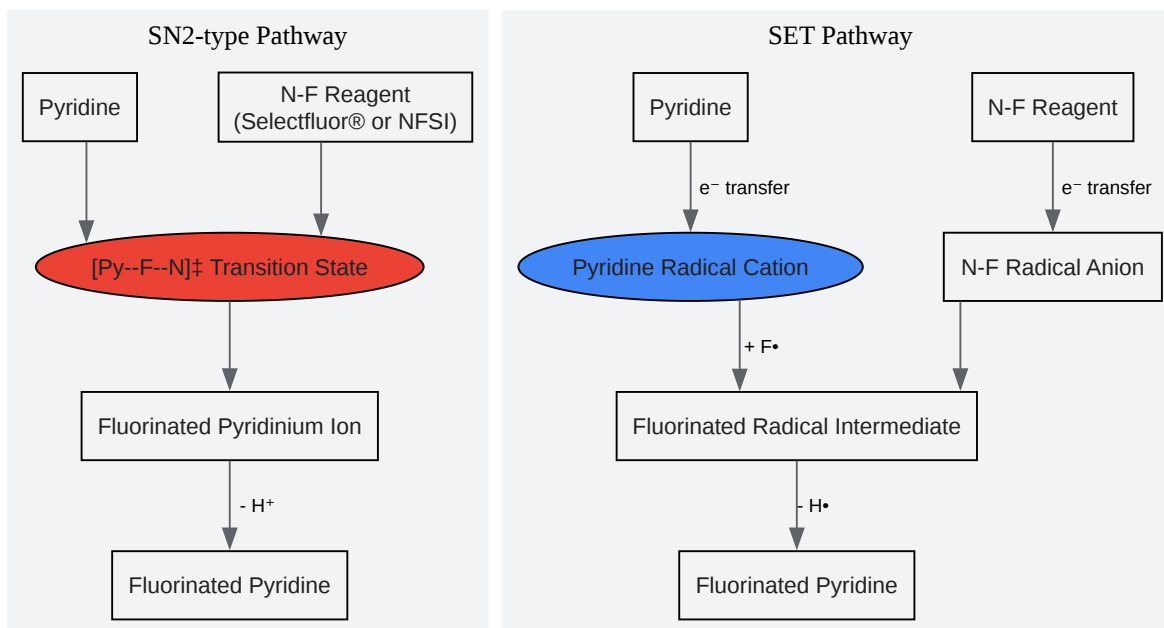 SN2-type Pathway
Pyridine
N-F Reagent
(Selectfluor® or NFSI)
[Py--F--N]‡ Transition State
Fluorinated Pyridinium Ion
- H⁺
Fluorinated Pyridine
SET Pathway
Pyridine
N-F Reagent
e⁻ transfer
e⁻ transfer
Pyridine Radical Cation
N-F Radical Anion
+ F•
Fluorinated Radical Intermediate
- H•
Fluorinated Pyridine